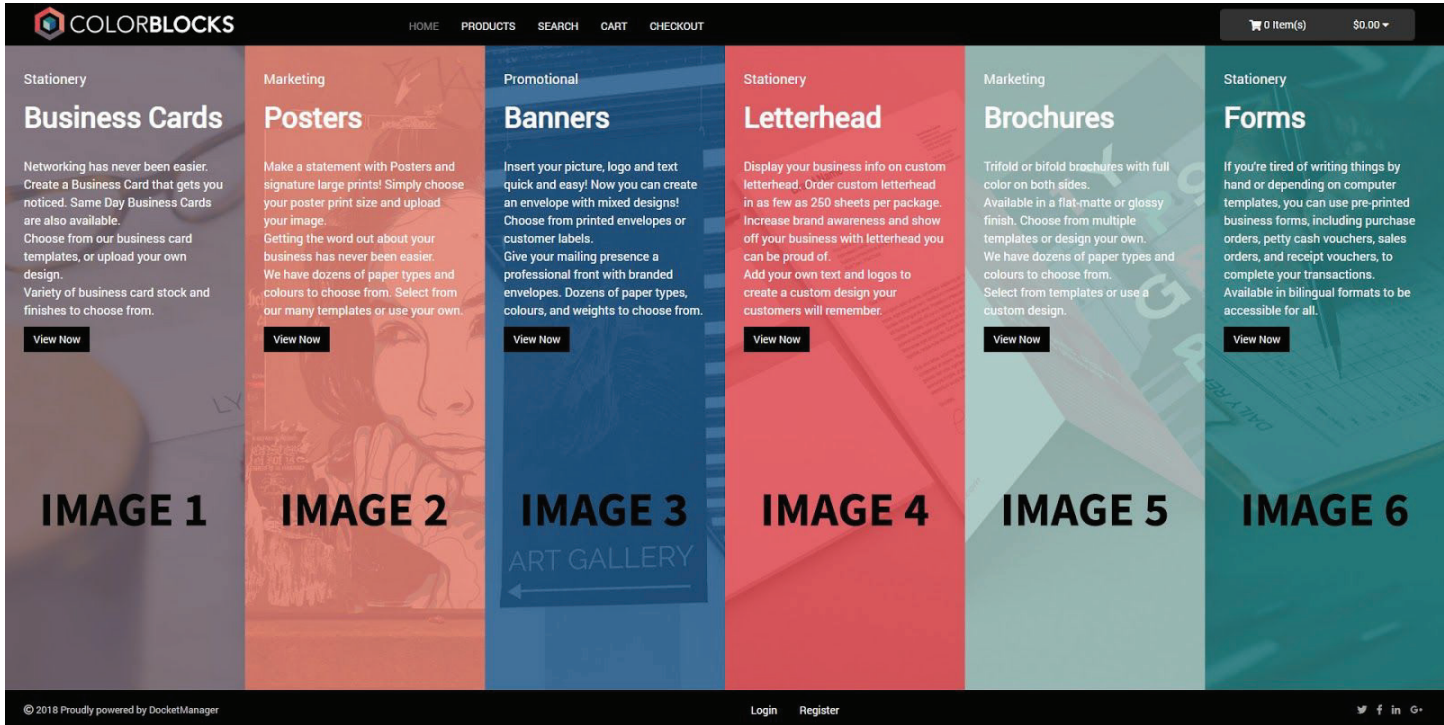 COLORBLOCKS
HOME PRODUCTS SEARCH CART CHECKOUT
0 Item(s) $0.00
Stationery
Business Cards
Networking has never been easier.
Create a Business Card that gets you
noticed. Same Day Business Cards
are also available.
Choose from our business card
templates, or upload your own
design.
Variety of business card stock and
finishes to choose from.
View Now
LY
IMAGE 1
Marketing
Posters
Make a statement with Posters and
signature large prints! Simply choose
your poster print size and upload
your image.
Getting the word out about your
business has never been easier.
We have dozens of paper types and
colours to choose from. Select from
our many templates or use your own.
View Now
IMAGE 2
Promotional
Banners
Insert your picture, logo and text
quick and easy! Now you can create
an envelope with mixed designs!
Choose from printed envelopes or
customer labels.
Give your mailing presence a
professional front with branded
envelopes. Dozens of paper types,
colours, and weights to choose from.
View Now
IMAGE 3
ART GALLERY
Stationery
Letterhead
Display your business info on custom
letterhead. Order custom letterhead
in as few as 250 sheets per package.
Increase brand awareness and show
off your business with letterhead you
can be proud of.
Add your own text and logos to
create a custom design your
customers will remember.
View Now
IMAGE 4
Marketing
Brochures
Trifold or bifold brochures with full
color on both sides.
Available in a flat-matte or glossy
finish. Choose from multiple
templates or design your own.
We have dozens of paper types and
colours to choose from.
Select from templates or use a
custom design.
View Now
IMAGE 5
Stationery
Forms
If you're tired of writing things by
hand or depending on computer
templates, you can use pre-printed
business forms, including purchase
orders, petty cash vouchers, sales
orders, and receipt vouchers, to
complete your transactions.
Available in bilingual formats to be
accessible for all.
View Now
IMAGE 6
© 2018 Proudly powered by DocketManager
Login Register